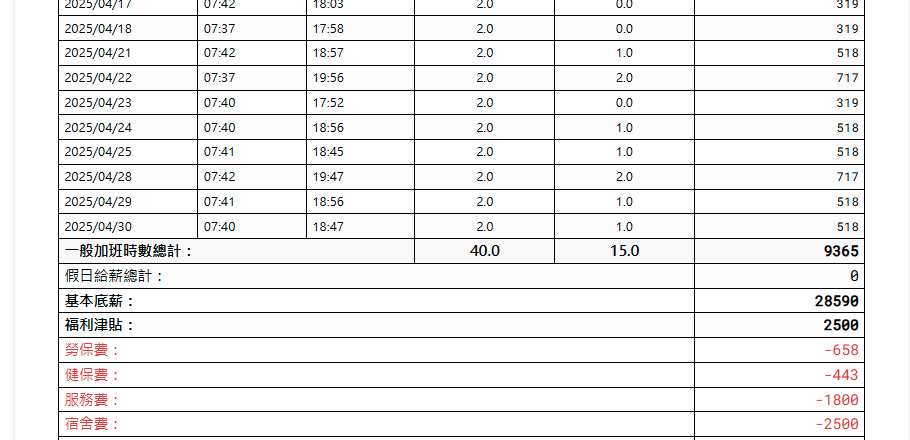 2025/04/17 07:42 18:03 2.0 0.0 319
2025/04/18 07:37 17:58 2.0 0.0 319
2025/04/21 07:42 18:57 2.0 1.0 518
2025/04/22 07:37 19:56 2.0 2.0 717
2025/04/23 07:40 17:52 2.0 0.0 319
2025/04/24 07:40 18:56 2.0 1.0 518
2025/04/25 07:41 18:45 2.0 1.0 518
2025/04/28 07:42 19:47 2.0 2.0 717
2025/04/29 07:41 18:56 2.0 1.0 518
2025/04/30 07:40 18:47 2.0 1.0 518
一般加班時數總計： 40.0 15.0 9365
假日給薪總計： 0
基本底薪： 28590
福利津貼： 2500
勞保費： -658
健保費： -443
服務費： -1800
宿舍費： -2500